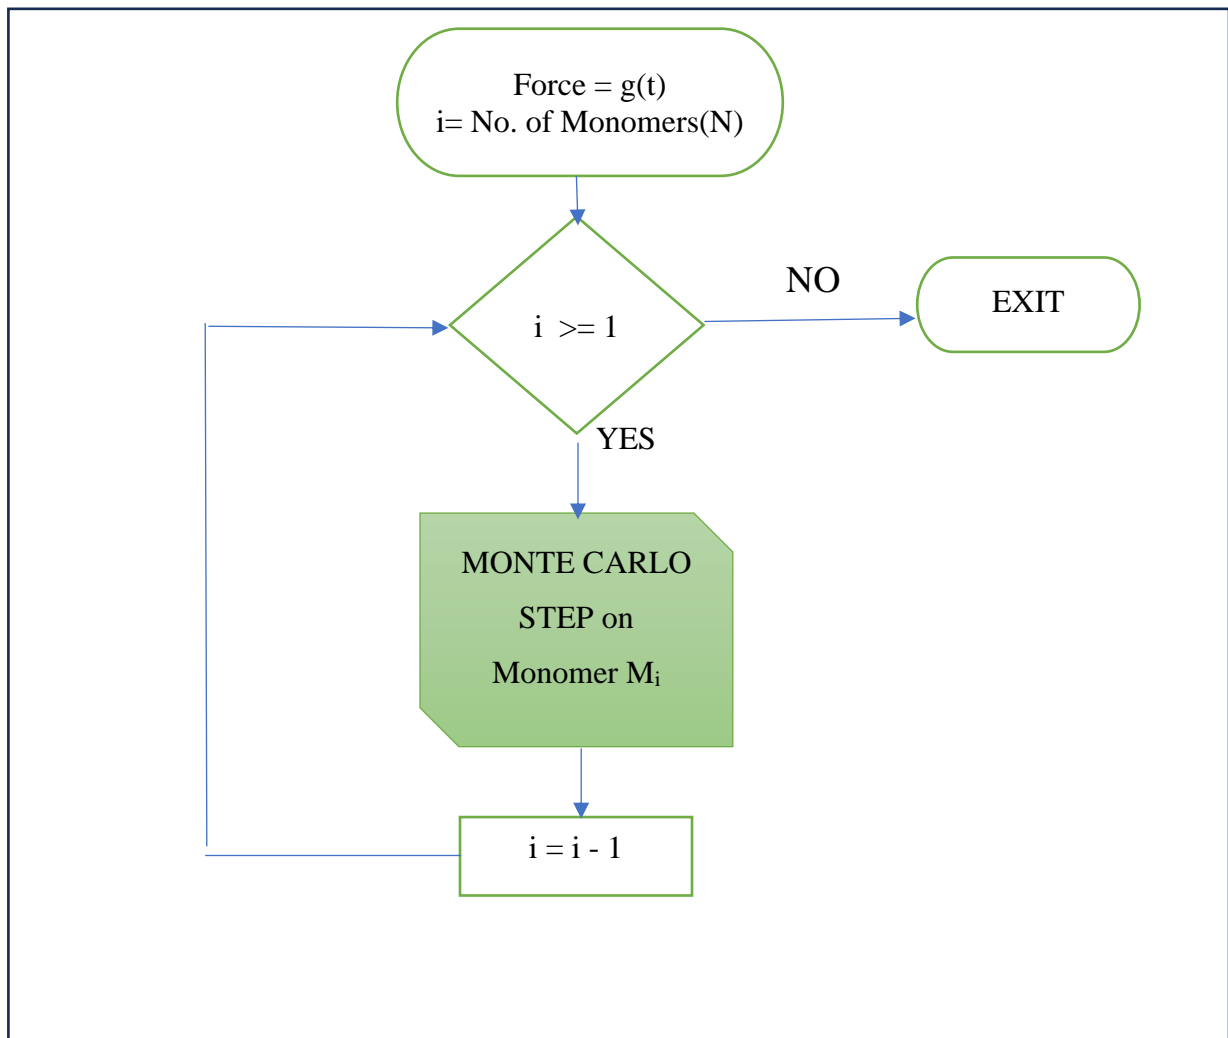 Force = g(t)
i= No. of Monomers(N)
NO
EXIT
i >= 1
YES
MONTE CARLO
STEP on
Monomer Mᵢ
i = i - 1